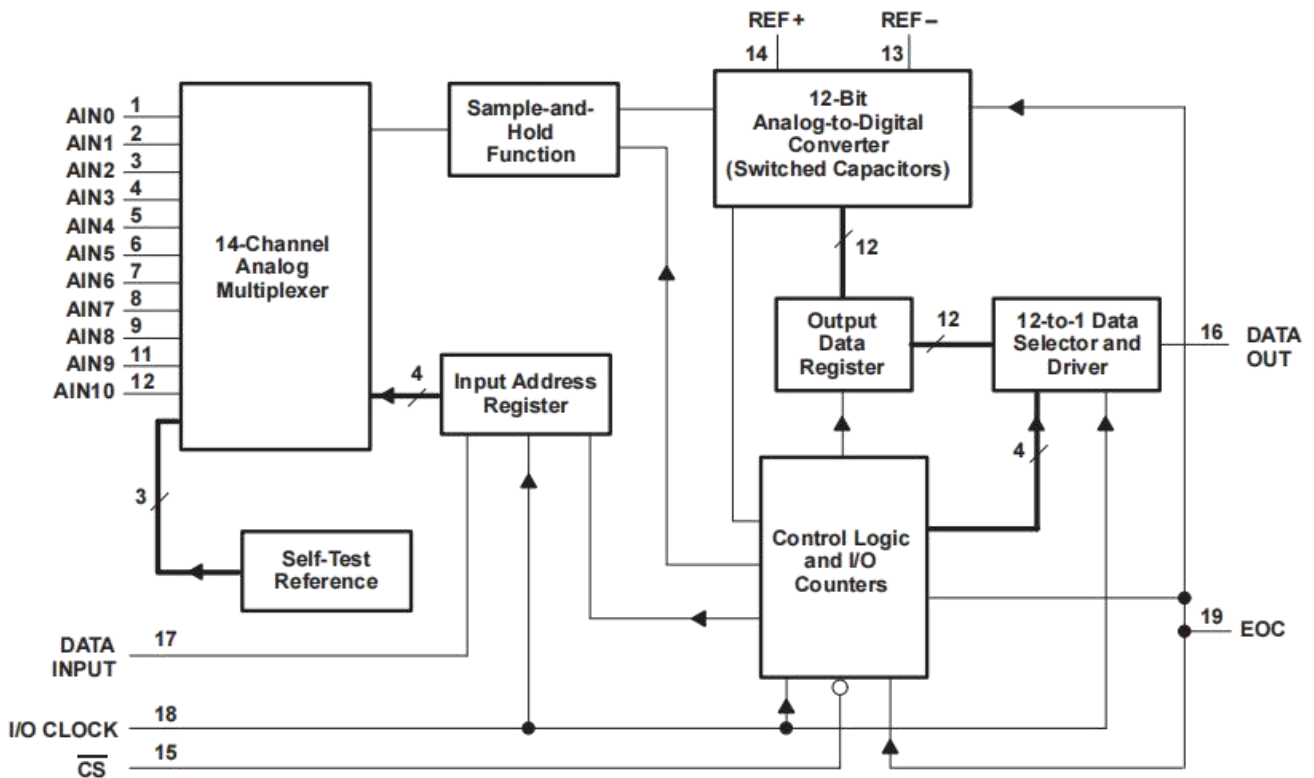 REF+
REF–
14
13
1
AIN0
2
AIN1
3
AIN2
4
AIN3
5
AIN4
6
AIN5
7
AIN6
8
AIN7
9
AIN8
11
AIN9
12
AIN10
14-Channel
Analog
Multiplexer
Sample-and-
Hold
Function
12-Bit
Analog-to-Digital
Converter
(Switched Capacitors)
12
Output
Data
Register
12
12-to-1 Data
Selector and
Driver
16
DATA
OUT
4
Input Address
Register
3
Self-Test
Reference
4
Control Logic
and I/O
Counters
19
EOC
17
DATA
INPUT
18
I/O CLOCK
15
CS